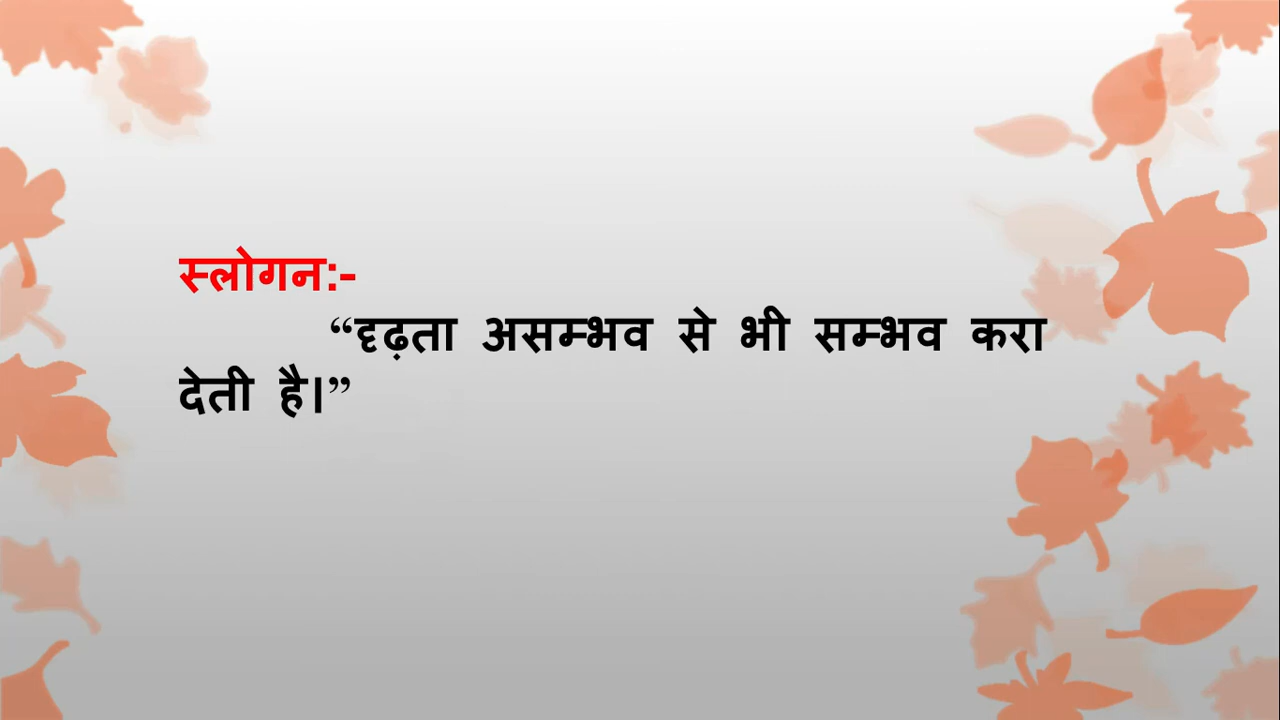 स्लोगन:-
“दृढ़ता असम्भव से भी सम्भव करा
देती है।”